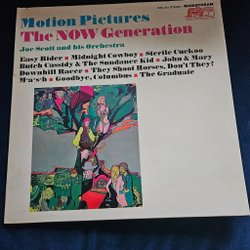 MAINSTREAM
Motion Pictures
The NOW Generation
Joe Scott and his Orchestra
Easy Rider • Midnight Cowboy • Sterile Cuckoo
Butch Cassidy & The Sundance Kid • John & Mary
Downhill Racer • They Shoot Horses, Don't They?
M•a•s•h • Goodbye, Columbus • The Graduate